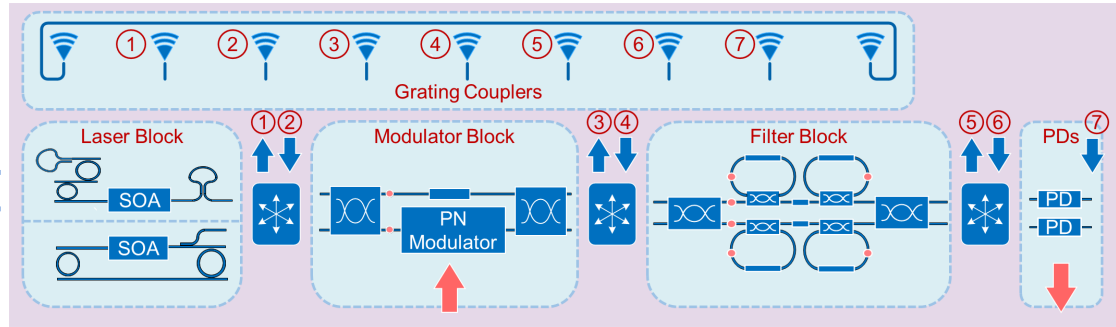 ① ② ③ ④ ⑤ ⑥ ⑦
Grating Couplers
Laser Block
① ②
Modulator Block
③ ④
Filter Block
⑤ ⑥
PDs
⑦
SOA
SOA
PN
Modulator
PD
PD